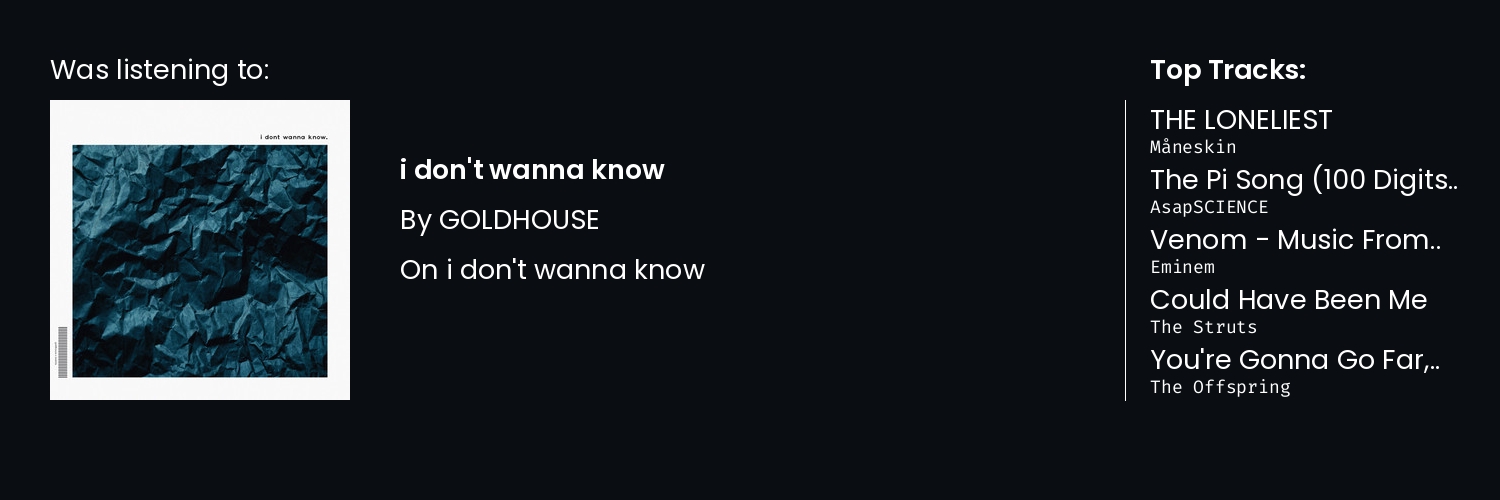 Was listening to:
i dont wanna know.
i don't wanna know
By GOLDHOUSE
On i don't wanna know
Top Tracks:
THE LONELIEST
Måneskin
The Pi Song (100 Digits..
AsapSCIENCE
Venom - Music From..
Eminem
Could Have Been Me
The Struts
You're Gonna Go Far,..
The Offspring